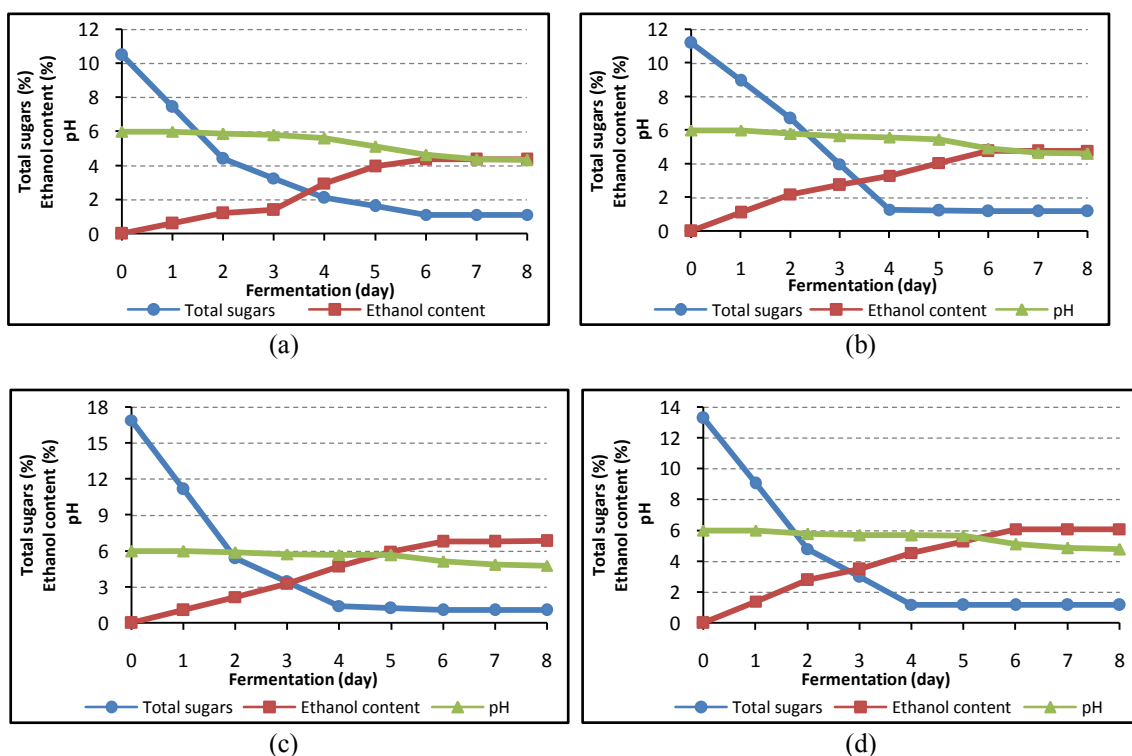 12
10
8
6
4
2
0
Total sugars (%)
Ethanol content (%)
pH
0 1 2 3 4 5 6 7 8
Fermentation (day)
Total sugars Ethanol content
(a)
12
10
8
6
4
2
0
Total sugars (%)
Ethanol content (%)
pH
0 1 2 3 4 5 6 7 8
Fermentation (day)
Total sugars Ethanol content pH
(b)
18
15
12
9
6
3
0
Total sugars (%)
Ethanol content (%)
pH
0 1 2 3 4 5 6 7 8
Fermentation (day)
Total sugars Ethanol content pH
(c)
14
12
10
8
6
4
2
0
Total sugars (%)
Ethanol content (%)
pH
0 1 2 3 4 5 6 7 8
Fermentation (day)
Total sugars Ethanol content pH
(d)